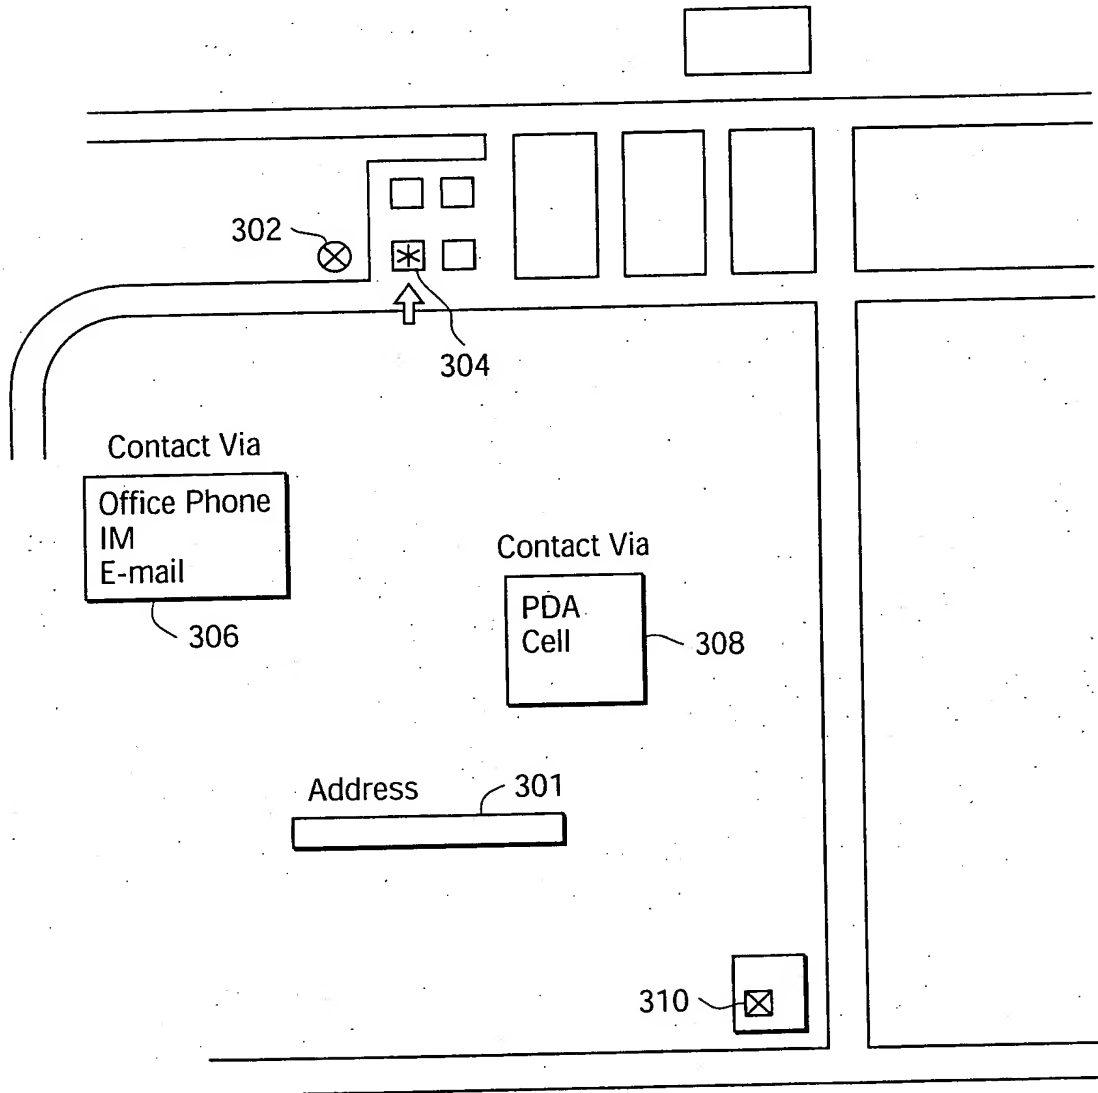 302
304
Contact Via
Office Phone
IM
E-mail
306
Contact Via
PDA
Cell
308
Address
301
310